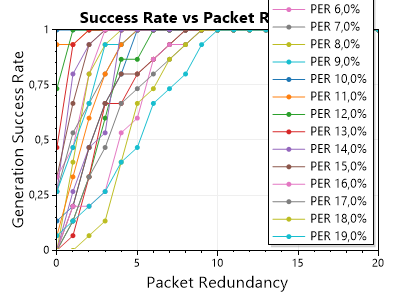 Success Rate vs Packet R
PER 6,0%
PER 7,0%
PER 8,0%
PER 9,0%
PER 10,0%
PER 11,0%
PER 12,0%
PER 13,0%
PER 14,0%
PER 15,0%
PER 16,0%
PER 17,0%
PER 18,0%
PER 19,0%
Generation Success Rate
1
0,75
0,5
0,25
0
0
5
10
15
20
Packet Redundancy